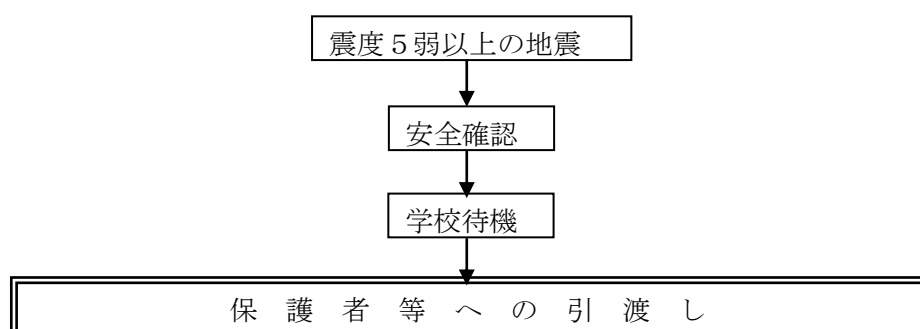 震度５弱以上の地震
安全確認
学校待機
保　護　者　等　へ　の　引　渡　し